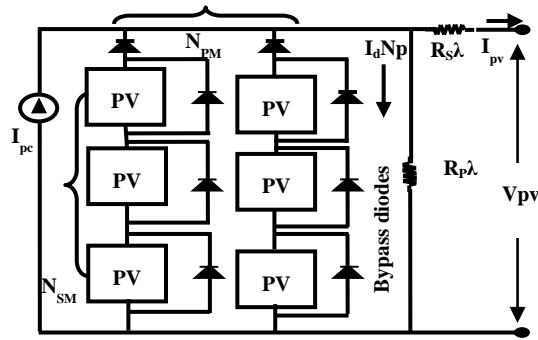 N_PM
I_dNp
R_Sλ
I_pv
PV
PV
I_pc
R_Pλ
PV
PV
Vpv
Bypass diodes
PV
PV
N_SM